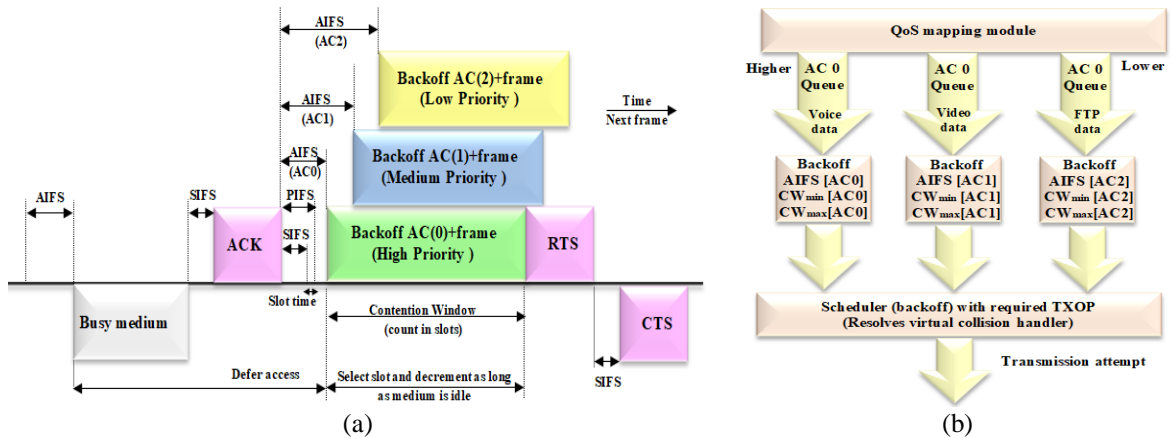 AIFS
(AC2)
Backoff AC(2)+frame
(Low Priority )
AIFS
(AC1)
Time
Next frame
Backoff AC(1)+frame
(Medium Priority )
AIFS
(AC0)
AIFS
SIFS
PIFS
ACK
SIFS
Backoff AC(0)+frame
(High Priority )
RTS
Slot time
Busy medium
Contention Window
(count in slots)
CTS
Defer access
Select slot and decrement as long
as medium is idle
SIFS
(a)
QoS mapping module
Higher
AC 0
Queue
AC 0
Queue
AC 0
Queue
Lower
Voice
data
Video
data
FTP
data
Backoff
AIFS [AC0]
CWmin [AC0]
CWmax[AC0]
Backoff
AIFS [AC1]
CWmin [AC1]
CWmax[AC1]
Backoff
AIFS [AC2]
CWmin [AC2]
CWmax[AC2]
Scheduler (backoff) with required TXOP
(Resolves virtual collision handler)
Transmission attempt
(b)